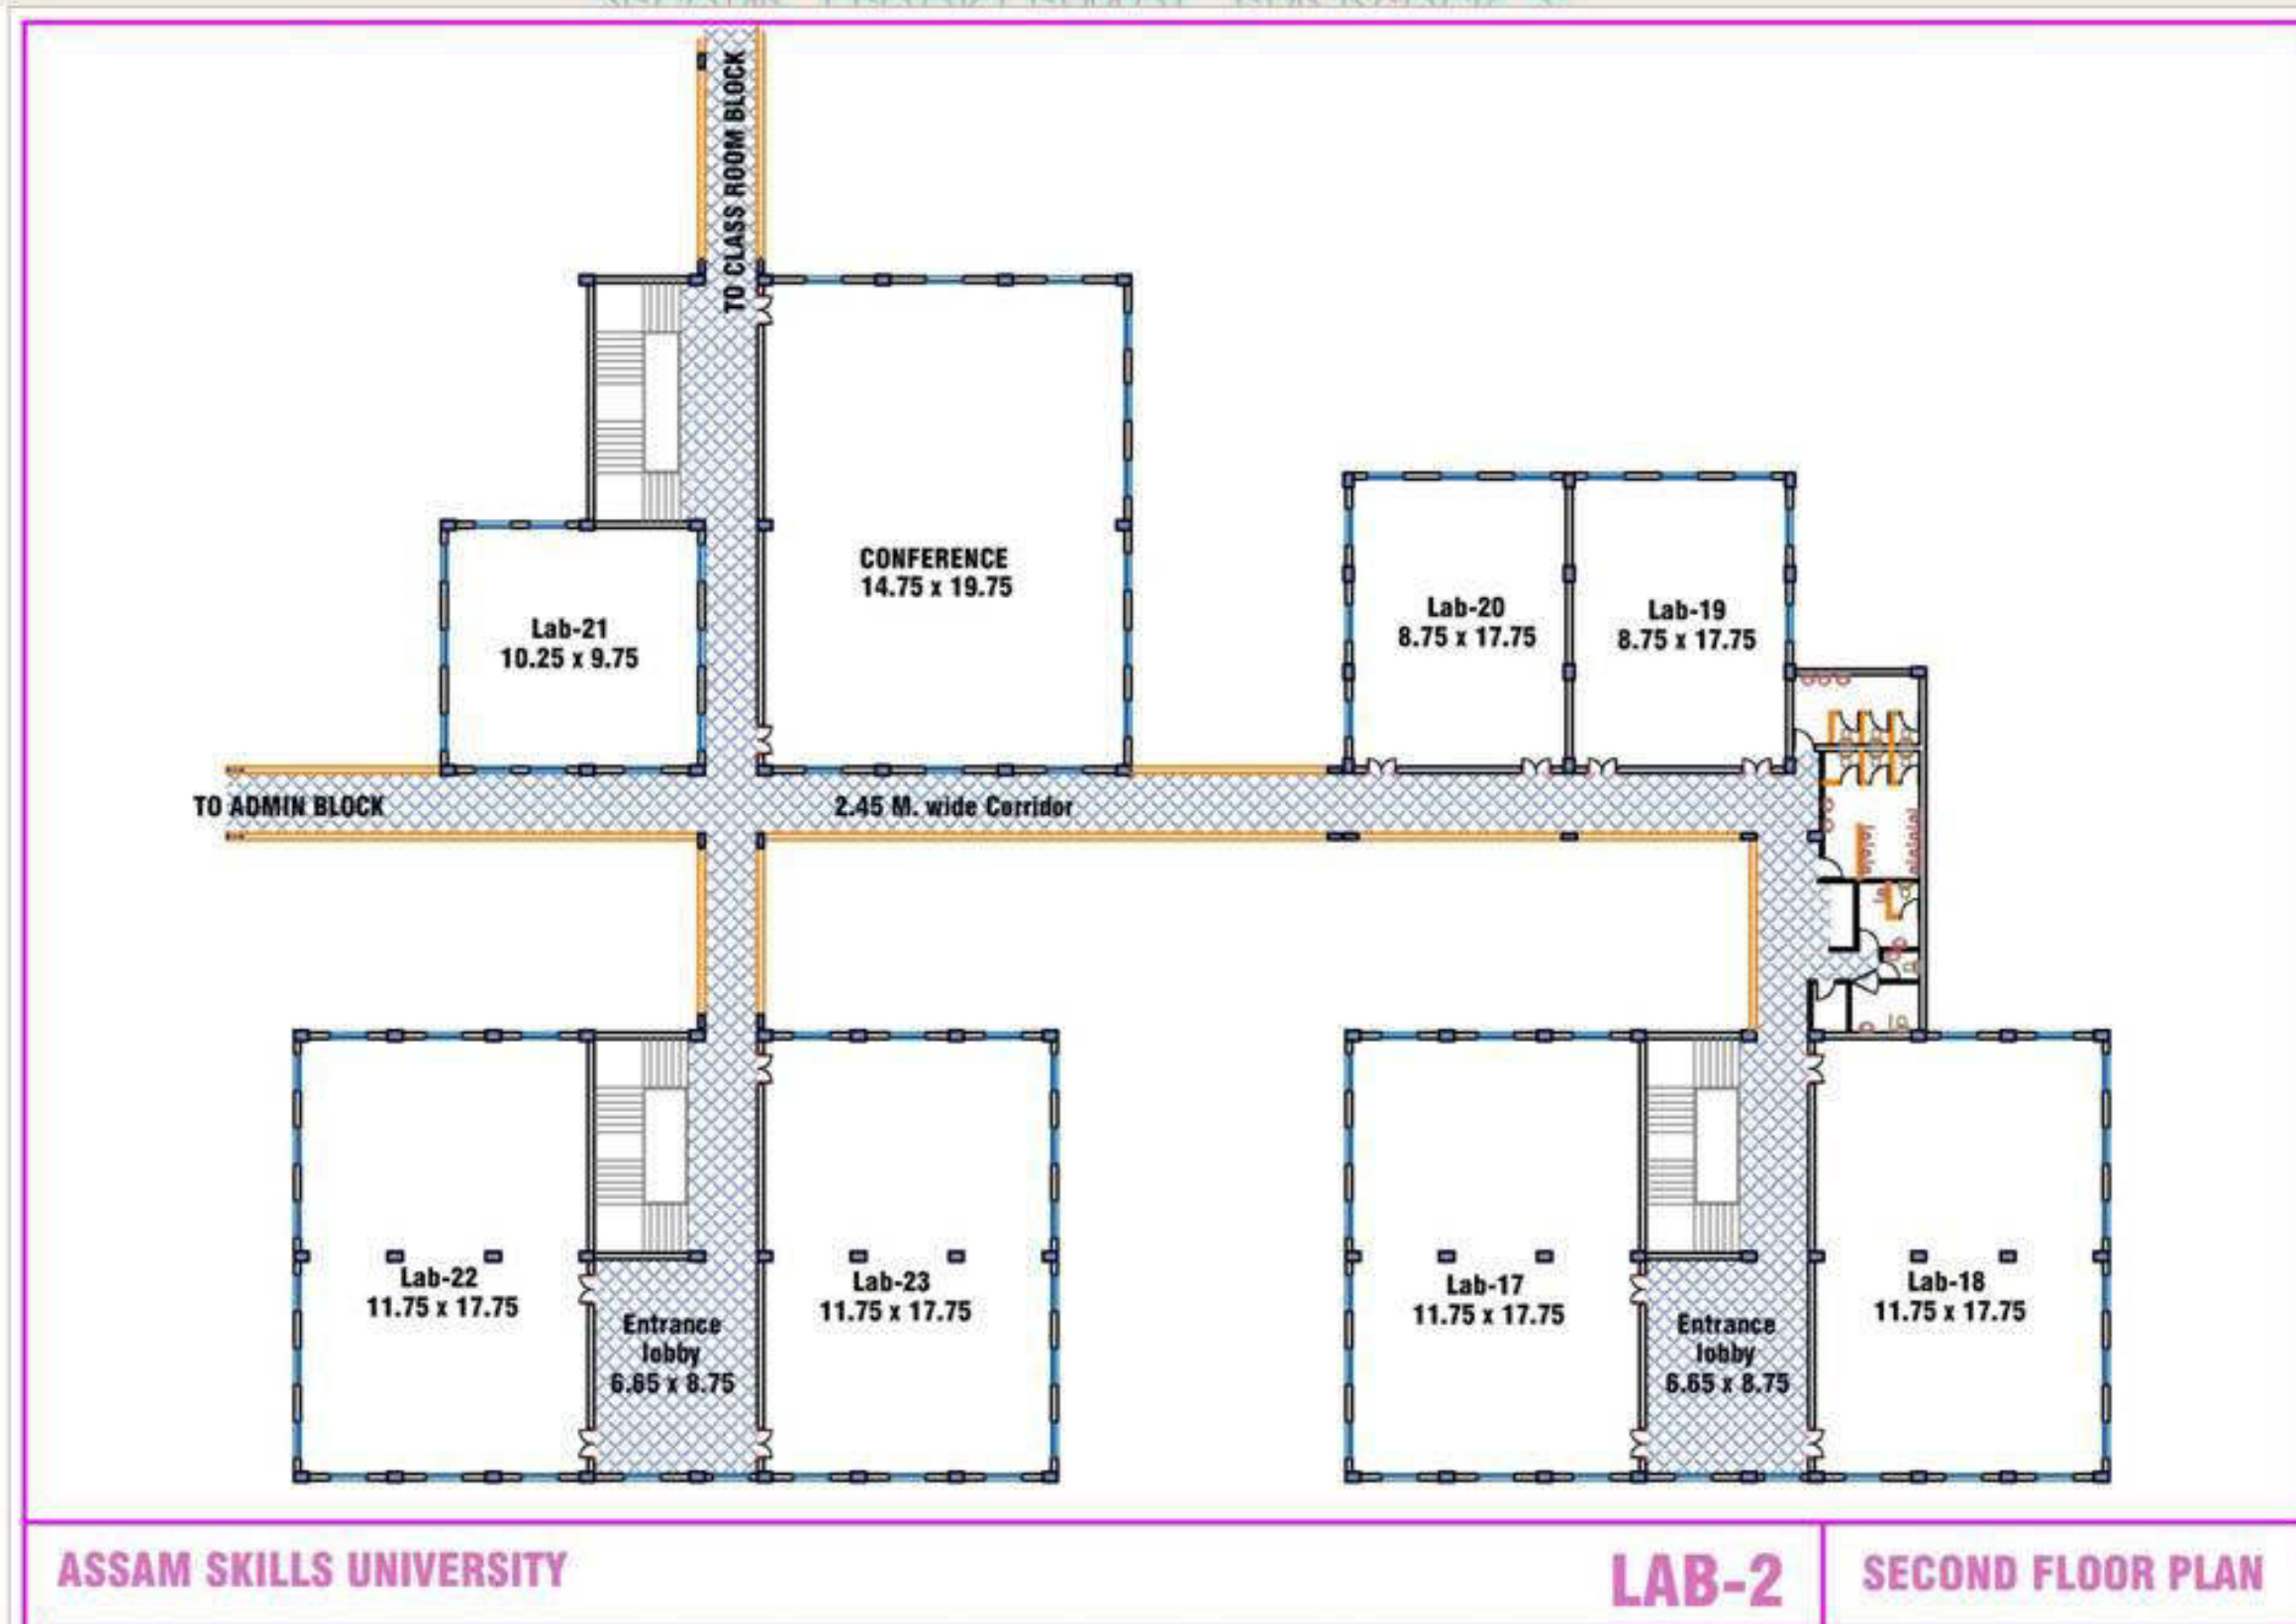 TO CLASS ROOM BLOCK
CONFERENCE
14.75 x 19.75
Lab-21
10.25 x 9.75
Lab-20
8.75 x 17.75
Lab-19
8.75 x 17.75
TO ADMIN BLOCK
2.45 M. wide Corridor
Lab-22
11.75 x 17.75
Entrance
lobby
6.65 x 8.75
Lab-23
11.75 x 17.75
Lab-17
11.75 x 17.75
Entrance
lobby
6.65 x 8.75
Lab-18
11.75 x 17.75
ASSAM SKILLS UNIVERSITY
LAB-2
SECOND FLOOR PLAN